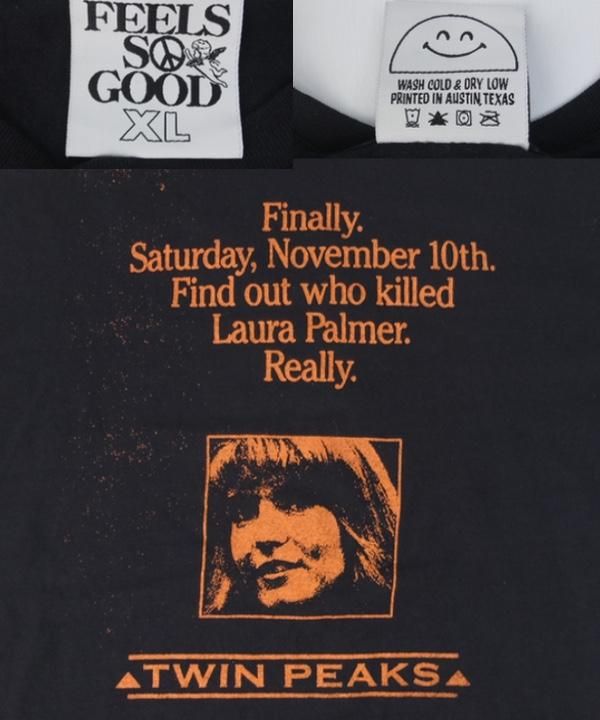 FEELS
SO
GOOD
XL
WASH COLD & DRY LOW
PRINTED IN AUSTIN, TEXAS
Finally.
Saturday, November 10th.
Find out who killed
Laura Palmer.
Really.
TWIN PEAKS